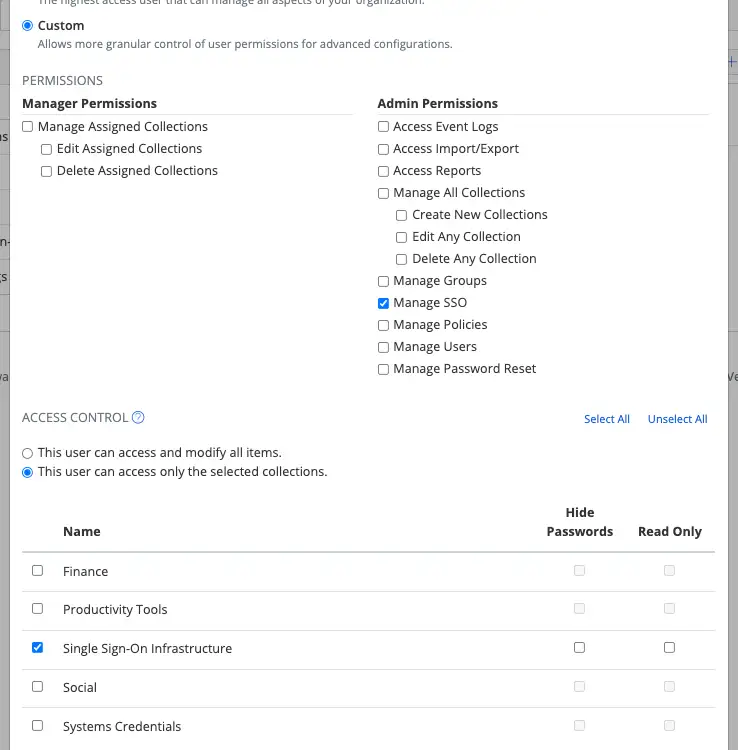 The highest access user that can manage all aspects of your organization.
Custom
Allows more granular control of user permissions for advanced configurations.
PERMISSIONS
Manager Permissions
Manage Assigned Collections
Edit Assigned Collections
Delete Assigned Collections
Admin Permissions
Access Event Logs
Access Import/Export
Access Reports
Manage All Collections
Create New Collections
Edit Any Collection
Delete Any Collection
Manage Groups
Manage SSO
Manage Policies
Manage Users
Manage Password Reset
ACCESS CONTROL
Select All Unselect All
This user can access and modify all items.
This user can access only the selected collections.
Name Hide Passwords Read Only
Finance
Productivity Tools
Single Sign-On Infrastructure
Social
Systems Credentials